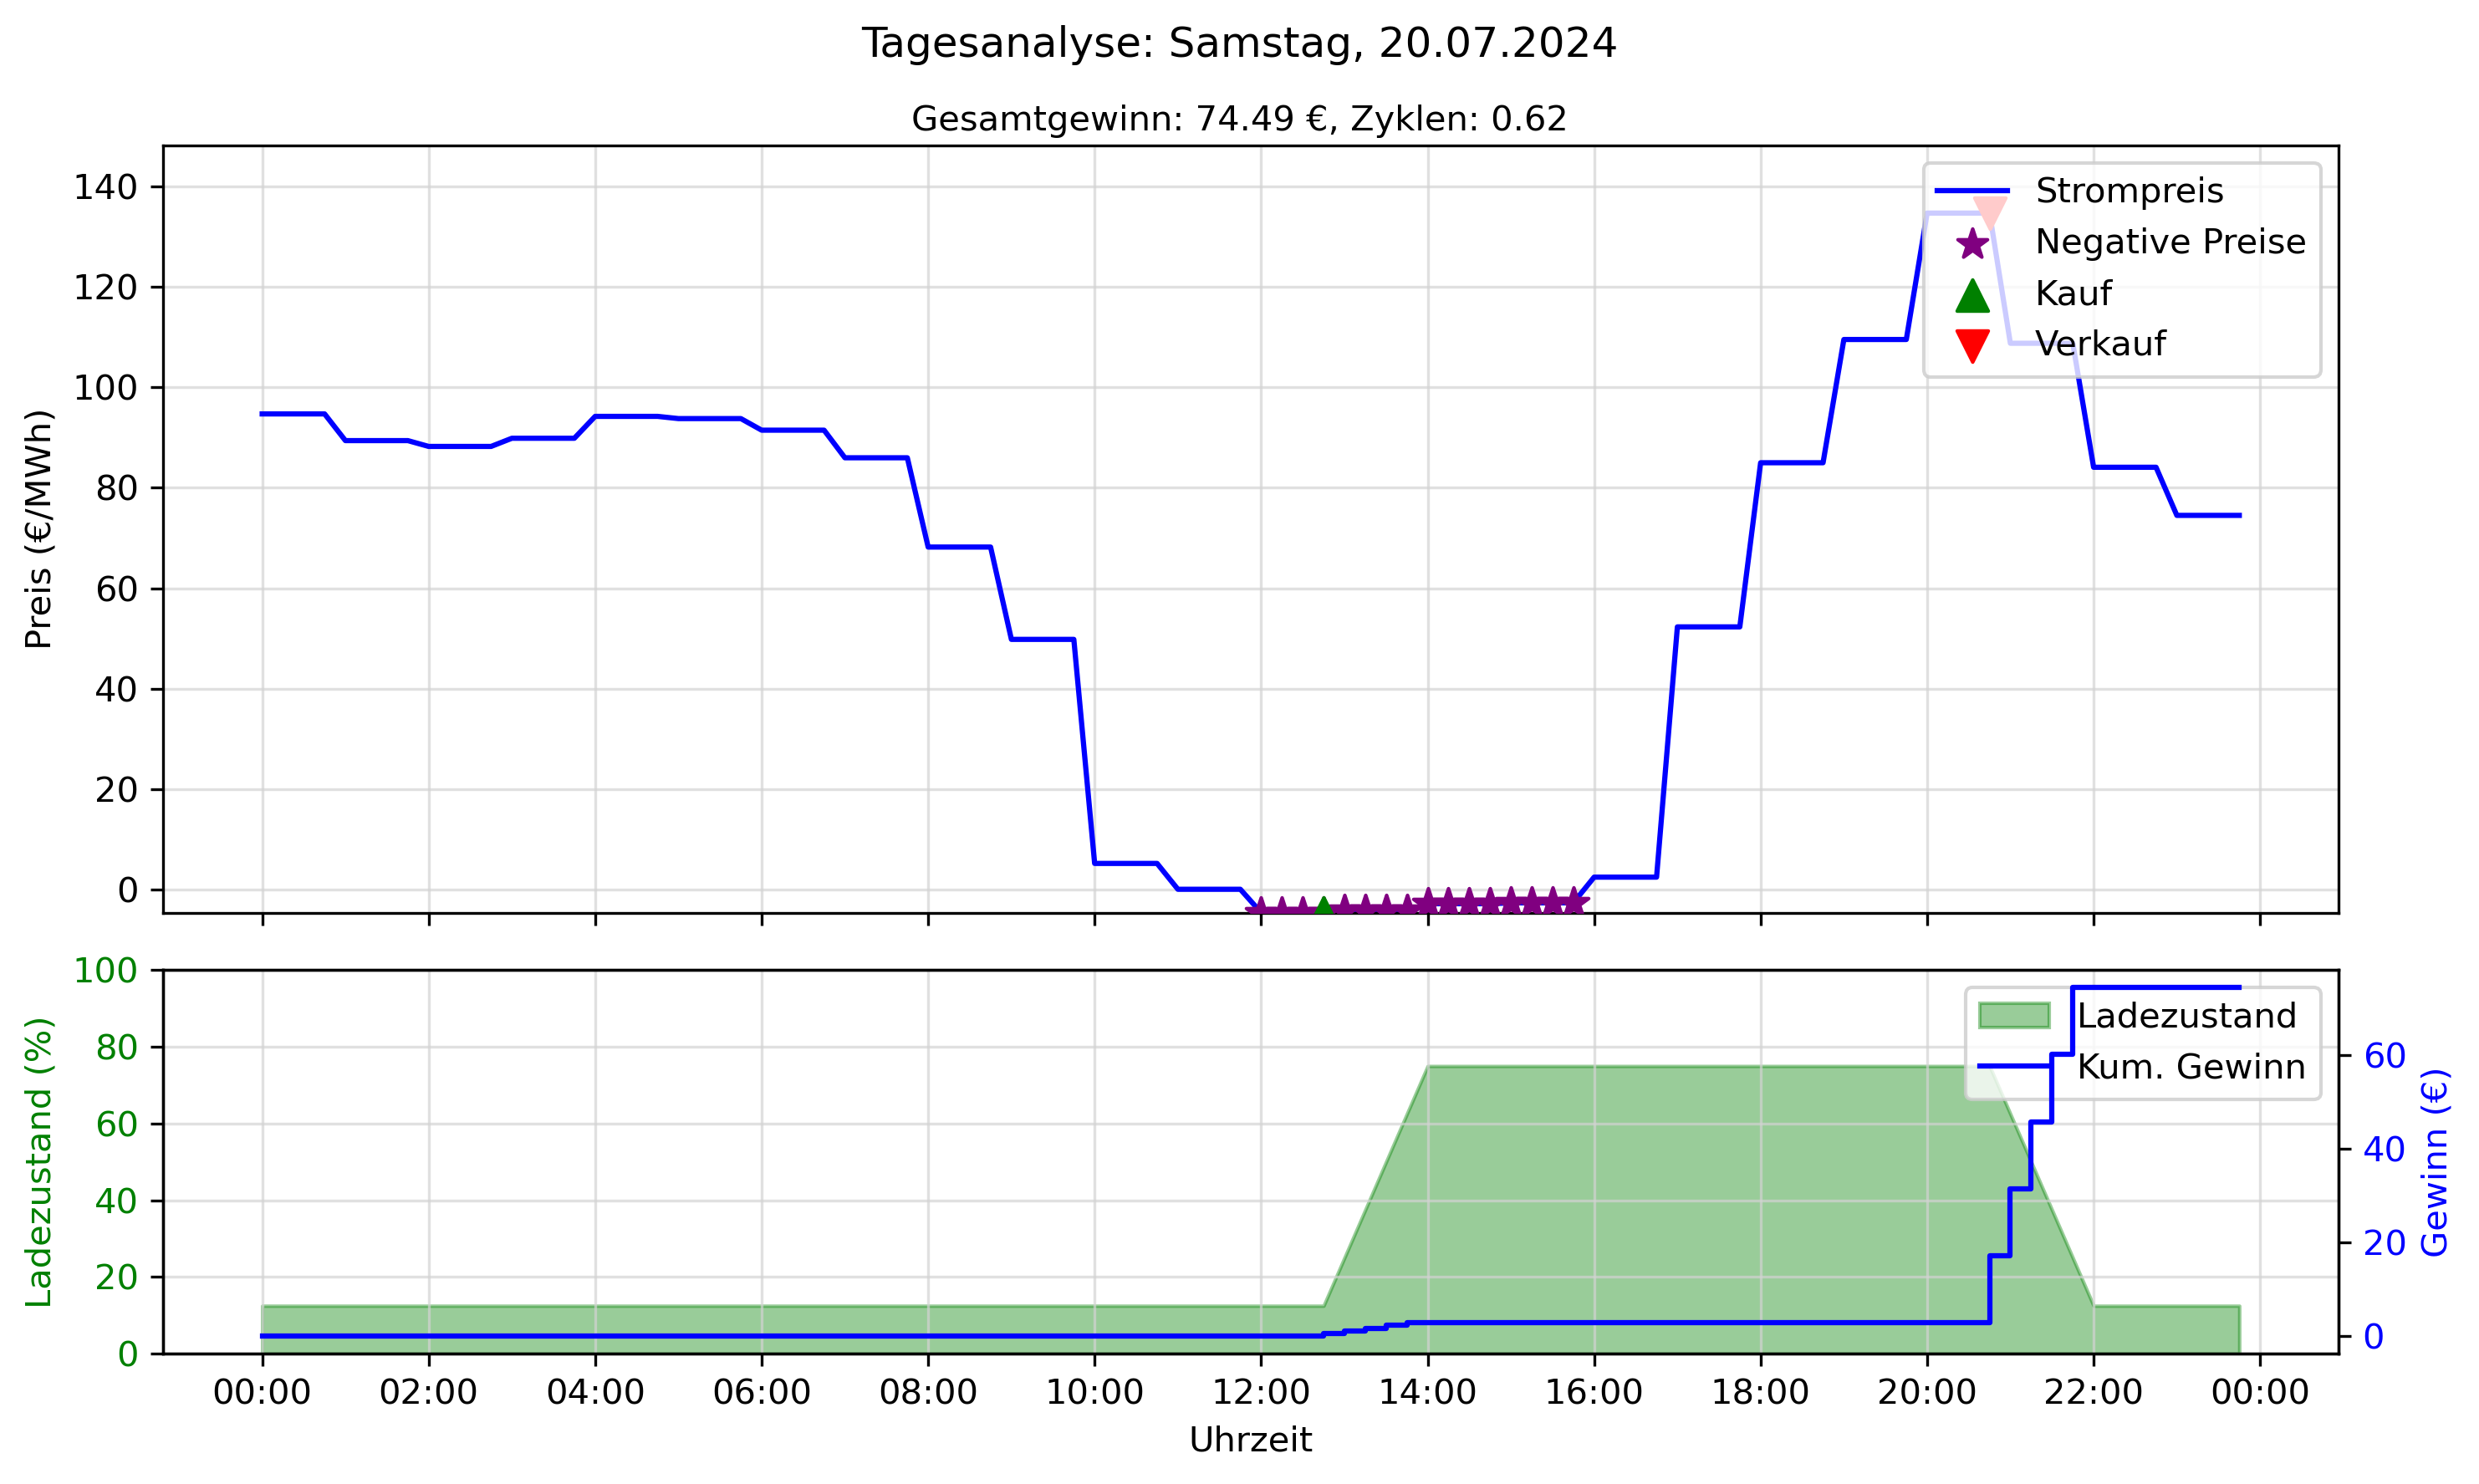 Tagesanalyse: Samstag, 20.07.2024
Gesamtgewinn: 74.49 €, Zyklen: 0.62
Preis (€/MWh)
140
120
100
80
60
40
20
0
Strompreis
Negative Preise
Kauf
Verkauf
Ladezustand (%)
100
80
60
40
20
0
Ladezustand
Kum. Gewinn
60
40
20
0
Gewinn (€)
00:00 02:00 04:00 06:00 08:00 10:00 12:00 14:00 16:00 18:00 20:00 22:00 00:00
Uhrzeit